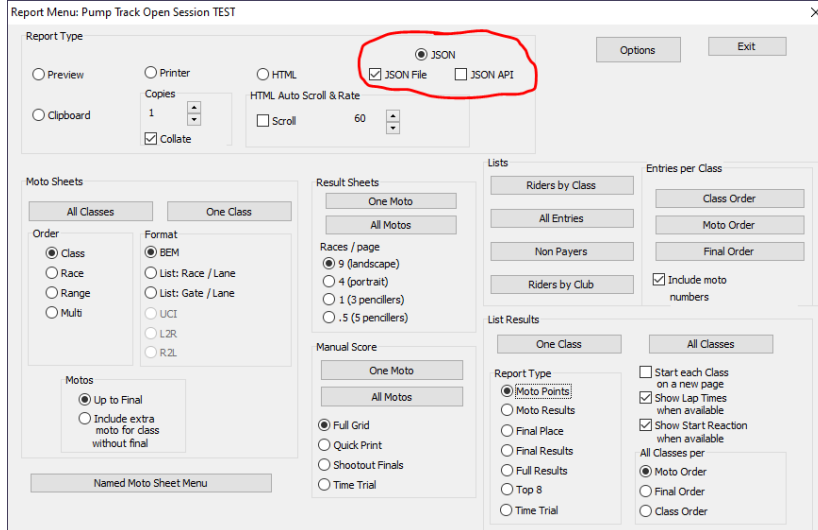 Report Menu: Pump Track Open Session TEST
Report Type
JSON
Options
Exit
Preview
Printer
HTML
JSON File
JSON API
Copies
HTML Auto Scroll & Rate
Clipboard
1
Scroll
60
Collate
Moto Sheets
All Classes
One Class
Order
Class
Race
Range
Multi
Format
BEM
List: Race / Lane
List: Gate / Lane
UCI
L2R
R2L
Motos
Up to Final
Include extra
moto for class
without final
Named Moto Sheet Menu
Result Sheets
One Moto
All Motos
Races / page
9 (landscape)
4 (portrait)
1 (3 pencillers)
.5 (5 pencillers)
Manual Score
One Moto
All Motos
Full Grid
Quick Print
Shootout Finals
Time Trial
Lists
Riders by Class
All Entries
Non Payers
Riders by Club
Entries per Class
Class Order
Moto Order
Final Order
Include moto
numbers
List Results
One Class
All Classes
Report Type
Moto Points
Moto Results
Final Place
Final Results
Full Results
Top 8
Time Trial
Start each Class
on a new page
Show Lap Times
when available
Show Start Reaction
when available
All Classes per
Moto Order
Final Order
Class Order